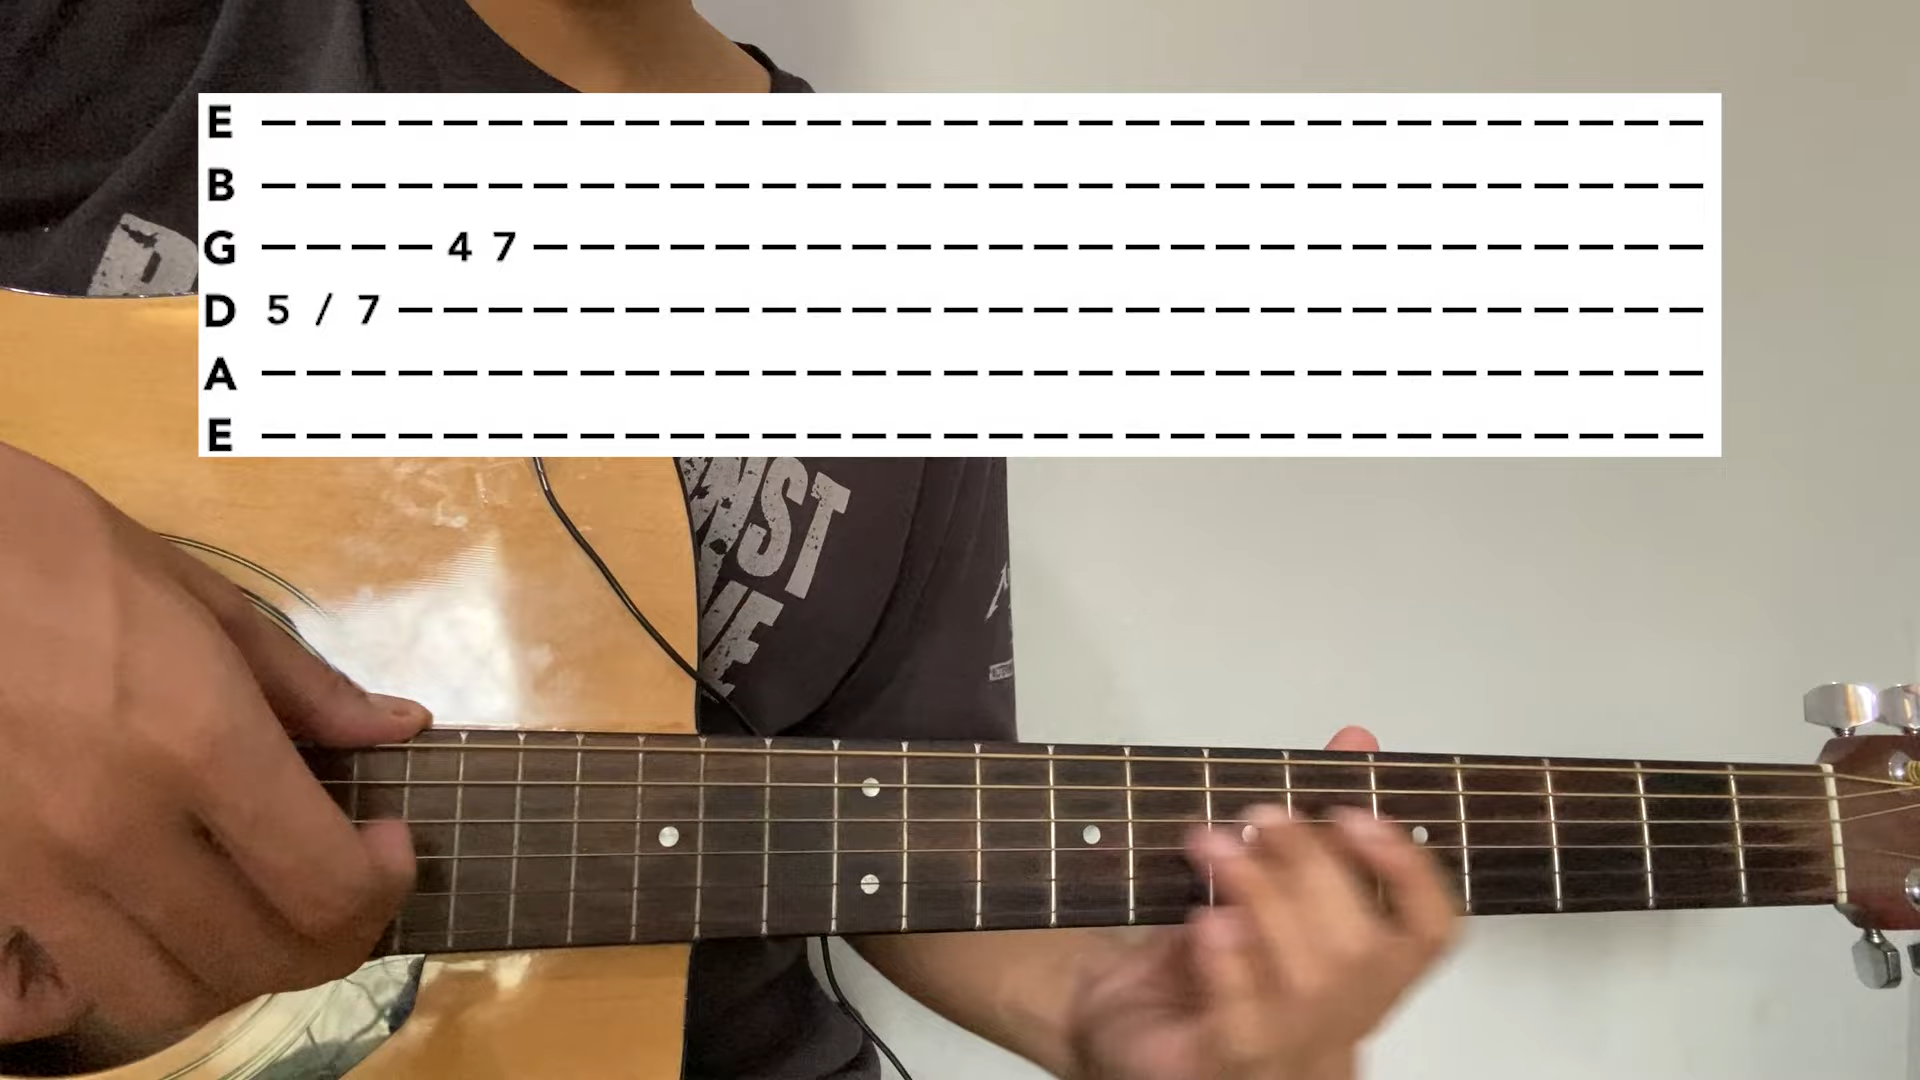 E – – – – – – – – – – – – – – – – – – – – – – – – – – – – – – – –
B – – – – – – – – – – – – – – – – – – – – – – – – – – – – – – – –
G – – – – 4 7 – – – – – – – – – – – – – – – – – – – – – – – – – –
D 5 / 7 – – – – – – – – – – – – – – – – – – – – – – – – – – – – –
A – – – – – – – – – – – – – – – – – – – – – – – – – – – – – – – –
E – – – – – – – – – – – – – – – – – – – – – – – – – – – – – – – –